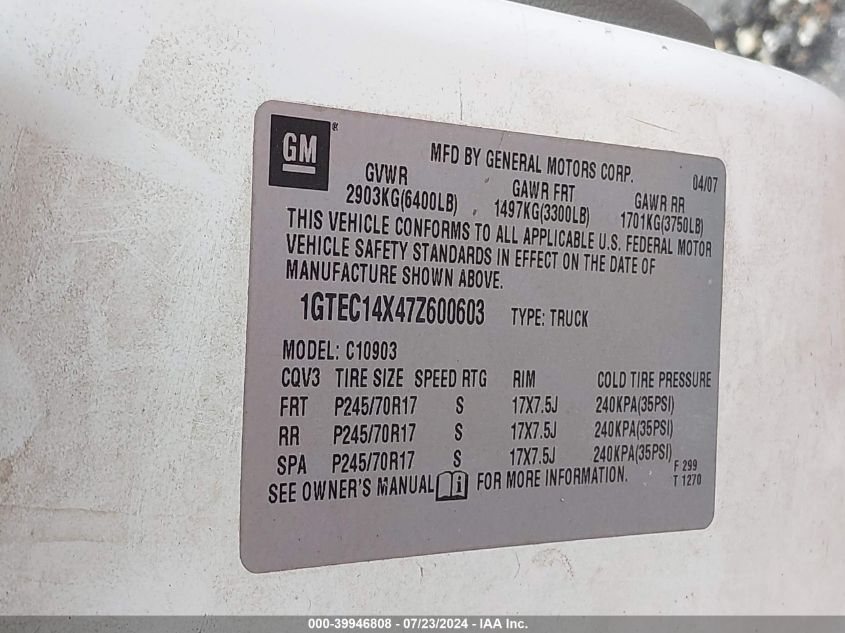 GM ®
MFD BY GENERAL MOTORS CORP. 04/07
GVWR GAWR FRT GAWR RR
2903KG(6400LB) 1497KG(3300LB) 1701KG(3750LB)
THIS VEHICLE CONFORMS TO ALL APPLICABLE U.S. FEDERAL MOTOR
VEHICLE SAFETY STANDARDS IN EFFECT ON THE DATE OF
MANUFACTURE SHOWN ABOVE.
1GTEC14X47Z600603 TYPE: TRUCK
MODEL: C10903
CQV3 TIRE SIZE SPEED RTG RIM COLD TIRE PRESSURE
FRT P245/70R17 S 17X7.5J 240KPA(35PSI)
RR P245/70R17 S 17X7.5J 240KPA(35PSI)
SPA P245/70R17 S 17X7.5J 240KPA(35PSI)
F 299
SEE OWNER'S MANUAL i FOR MORE INFORMATION. T 1270
000-39946808 - 07/23/2024 - IAA Inc.